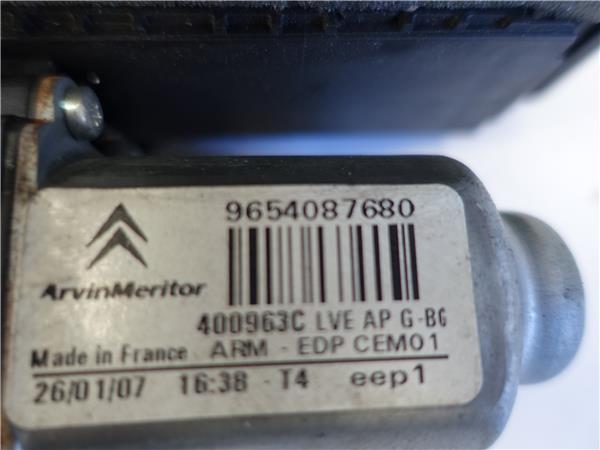 9654087680
ArvinMeritor
400963C LVE AP G-BG
Made in France ARM - EDP CEM01
26/01/07 16:38 - T4 eep1